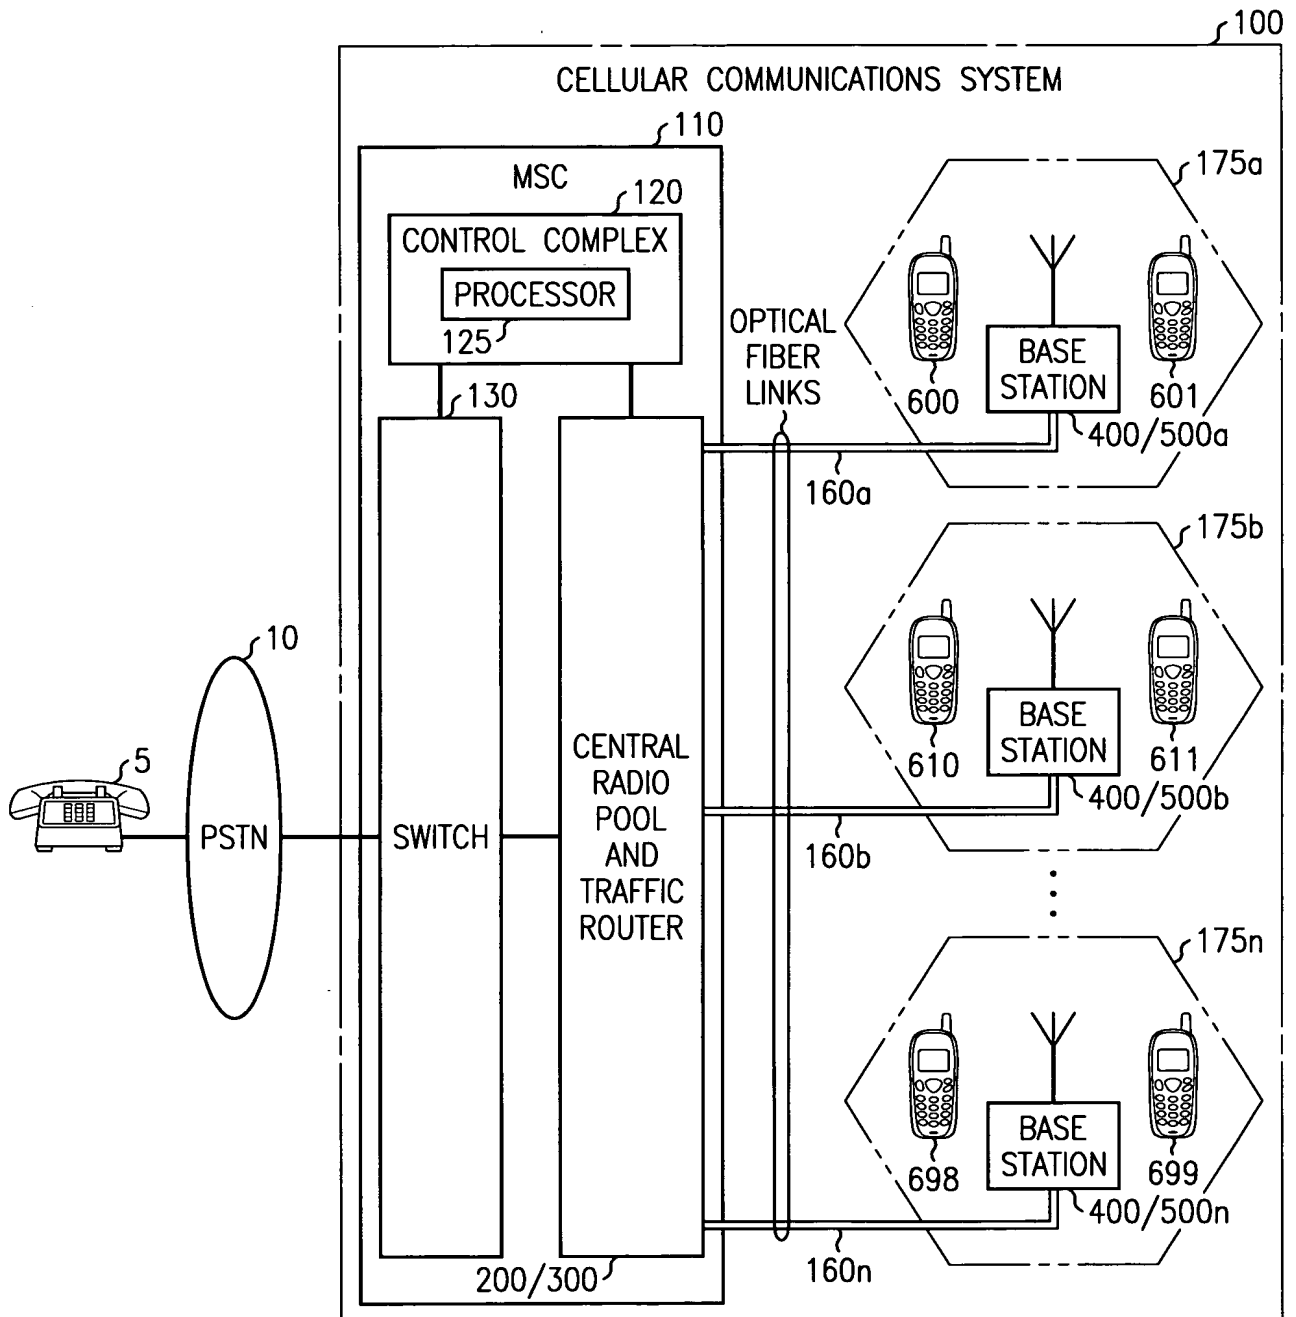 100
CELLULAR COMMUNICATIONS SYSTEM
110
MSC
120
CONTROL COMPLEX
PROCESSOR
125
130
SWITCH
CENTRAL
RADIO
POOL
AND
TRAFFIC
ROUTER
200/300
OPTICAL
FIBER
LINKS
160a
160b
160n
175a
600
BASE
STATION
601
400/500a
175b
610
BASE
STATION
611
400/500b
175n
698
BASE
STATION
699
400/500n
10
5
PSTN